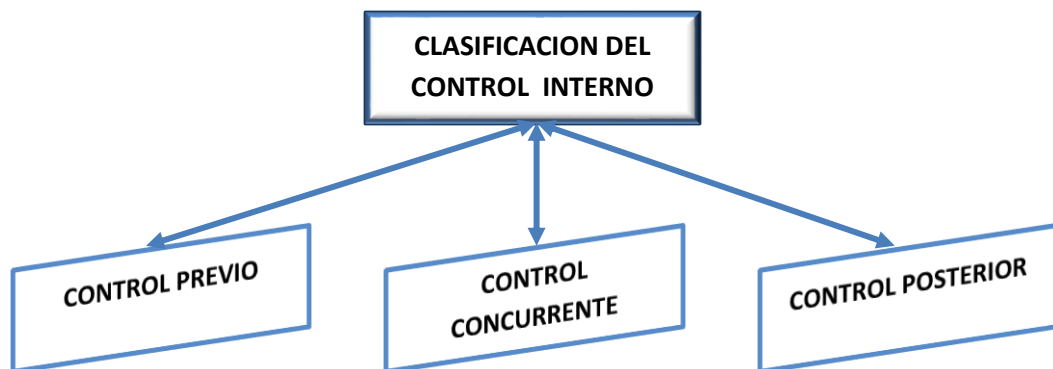 CLASIFICACION DEL
CONTROL INTERNO
CONTROL PREVIO
CONTROL
CONCURRENTE
CONTROL POSTERIOR